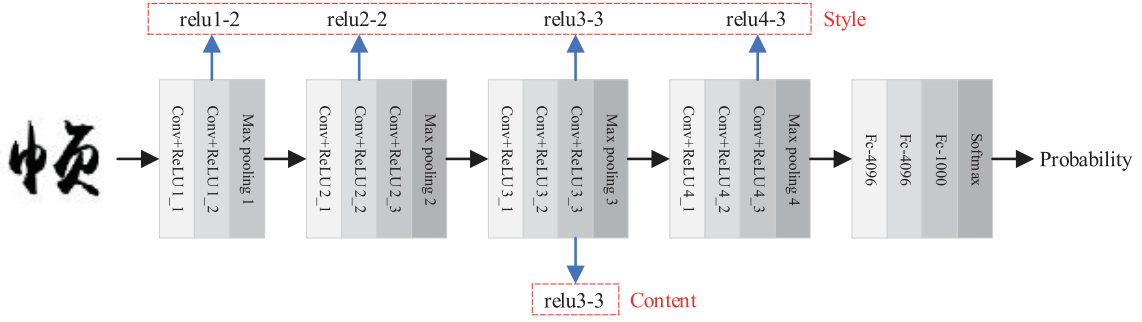 relu1-2 relu2-2 relu3-3 relu4-3 Style
Conv+ReLU1_1
Conv+ReLU1_2
Max pooling 1
Conv+ReLU2_1
Conv+ReLU2_2
Conv+ReLU2_3
Max pooling 2
Conv+ReLU3_1
Conv+ReLU3_2
Conv+ReLU3_3
Max pooling 3
Conv+ReLU4_1
Conv+ReLU4_2
Conv+ReLU4_3
Max pooling 4
Fc-4096
Fc-4096
Fc-1000
Softmax
帧
Probability
relu3-3 Content